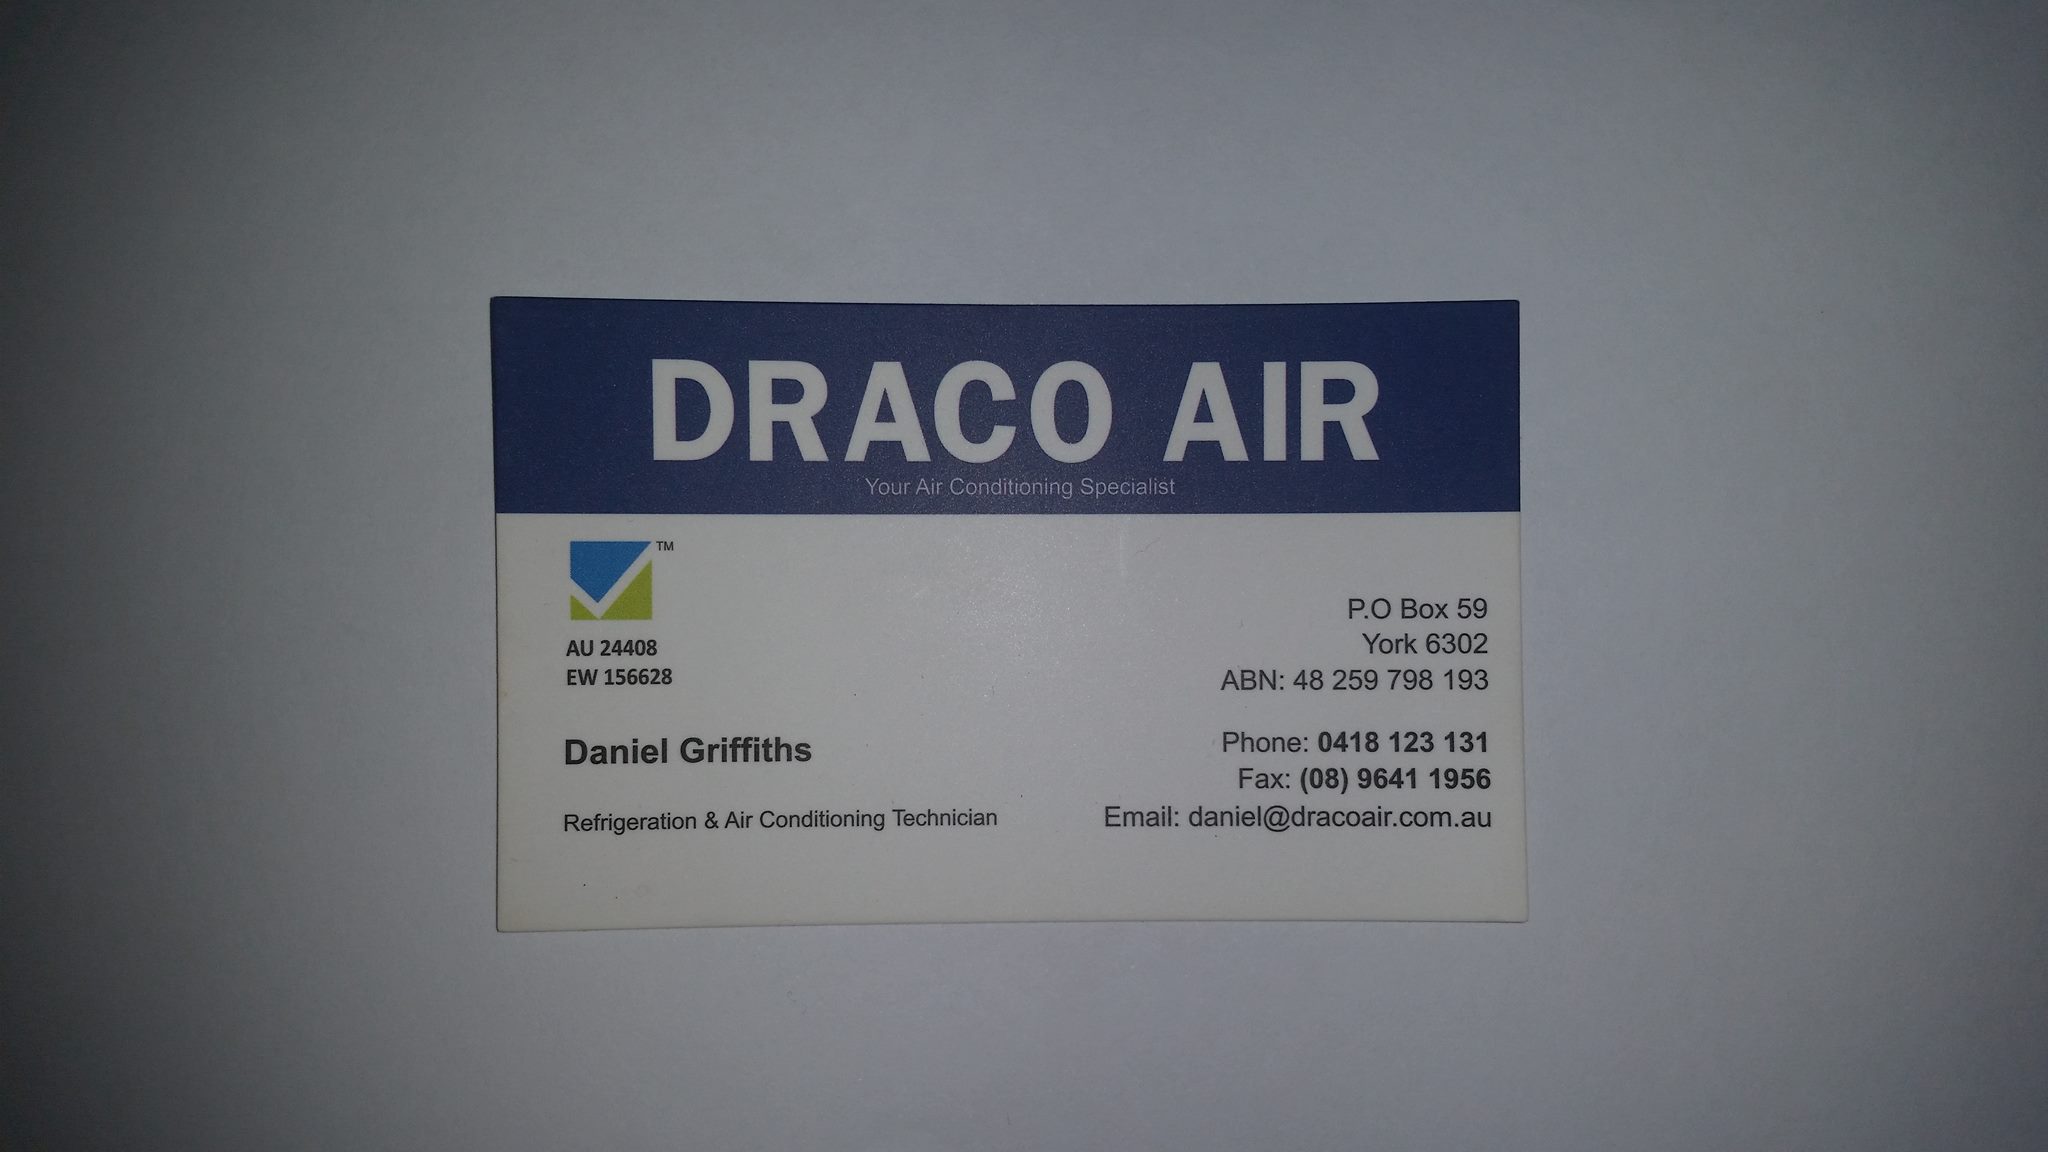 DRACO AIR
Your Air Conditioning Specialist
TM
AU 24408
EW 156628
Daniel Griffiths
Refrigeration & Air Conditioning Technician
P.O Box 59
York 6302
ABN: 48 259 798 193
Phone: 0418 123 131
Fax: (08) 9641 1956
Email: daniel@dracoair.com.au